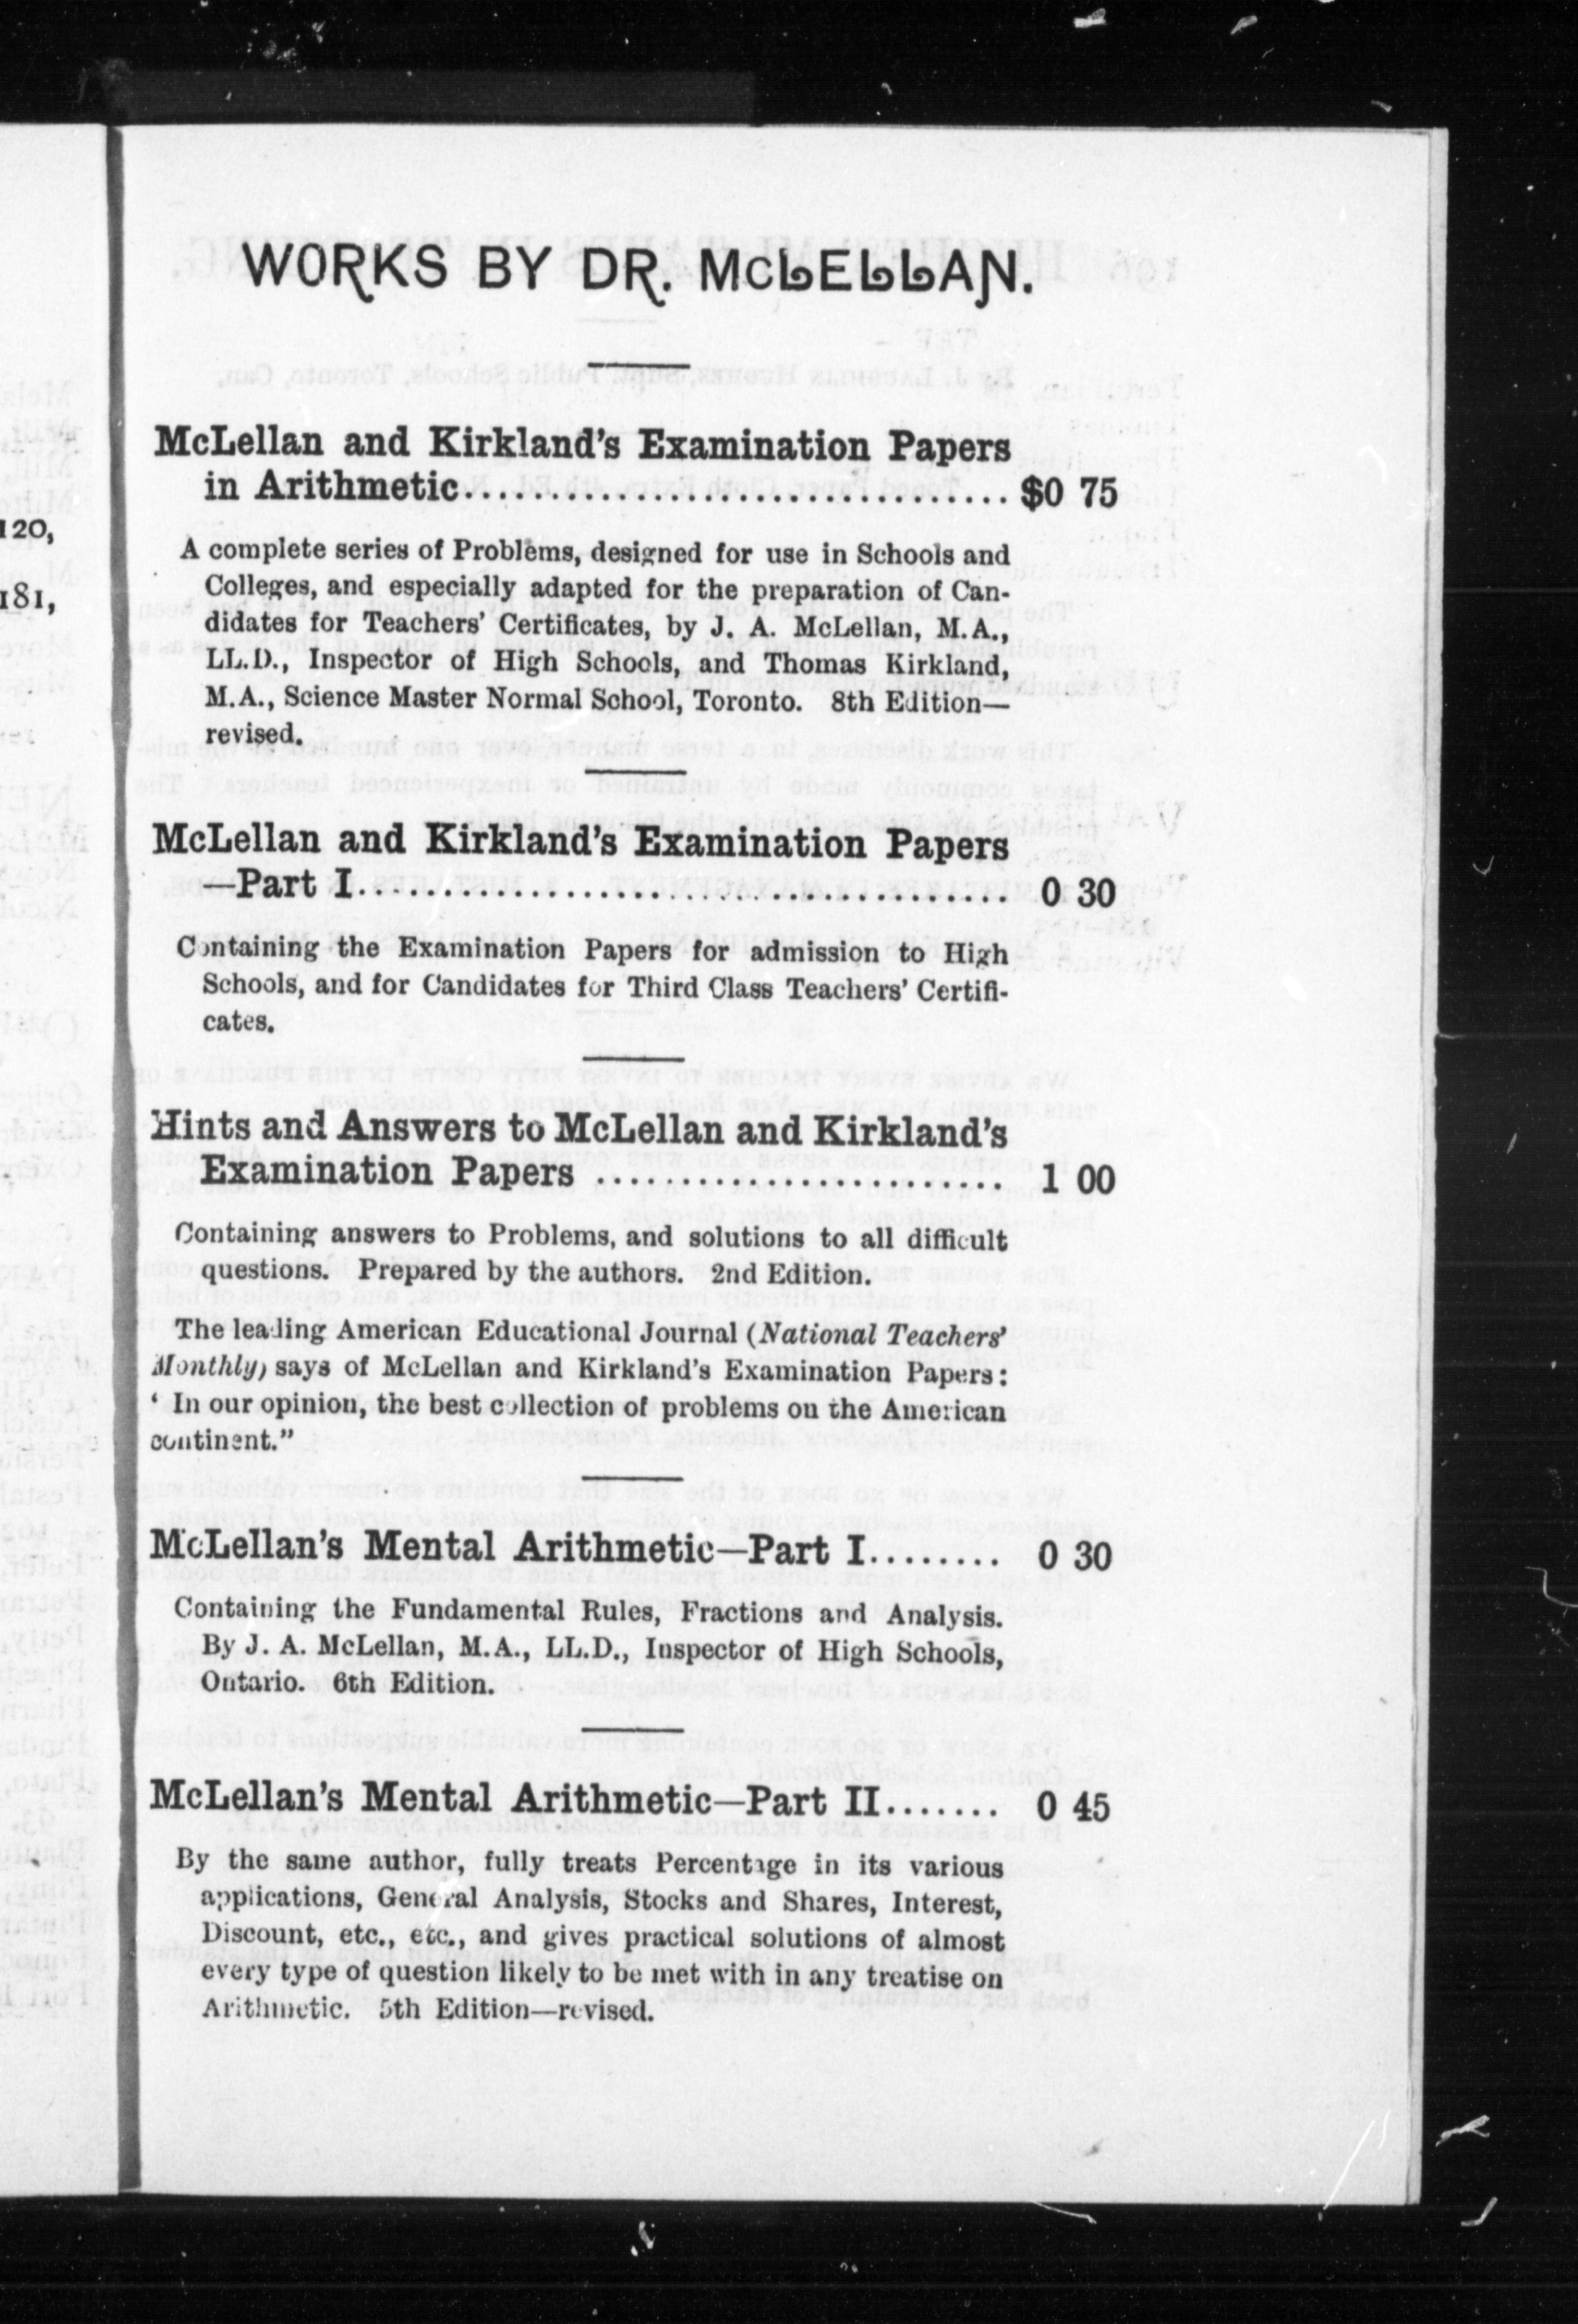 WORKS BY DR. McLELLAN.
McLellan and Kirkland's Examination Papers
in Arithmetic................................ $0 75
A complete series of Problems, designed for use in Schools and
Colleges, and especially adapted for the preparation of Can-
didates for Teachers' Certificates, by J. A. McLellan, M.A.,
LL.D., Inspector of High Schools, and Thomas Kirkland,
M.A., Science Master Normal School, Toronto. 8th Edition—
revised.
McLellan and Kirkland's Examination Papers
—Part I...................................... 0 30
Containing the Examination Papers for admission to High
Schools, and for Candidates for Third Class Teachers' Certifi-
cates.
Hints and Answers to McLellan and Kirkland's
Examination Papers ........................ 1 00
Containing answers to Problems, and solutions to all difficult
questions. Prepared by the authors. 2nd Edition.
The leading American Educational Journal (National Teachers'
Monthly) says of McLellan and Kirkland's Examination Papers:
' In our opinion, the best collection of problems on the American
continent."
McLellan's Mental Arithmetic—Part I........ 0 30
Containing the Fundamental Rules, Fractions and Analysis.
By J. A. McLellan, M.A., LL.D., Inspector of High Schools,
Ontario. 6th Edition.
McLellan's Mental Arithmetic—Part II....... 0 45
By the same author, fully treats Percentage in its various
applications, General Analysis, Stocks and Shares, Interest,
Discount, etc., etc., and gives practical solutions of almost
every type of question likely to be met with in any treatise on
Arithmetic. 5th Edition—revised.
120,
181,